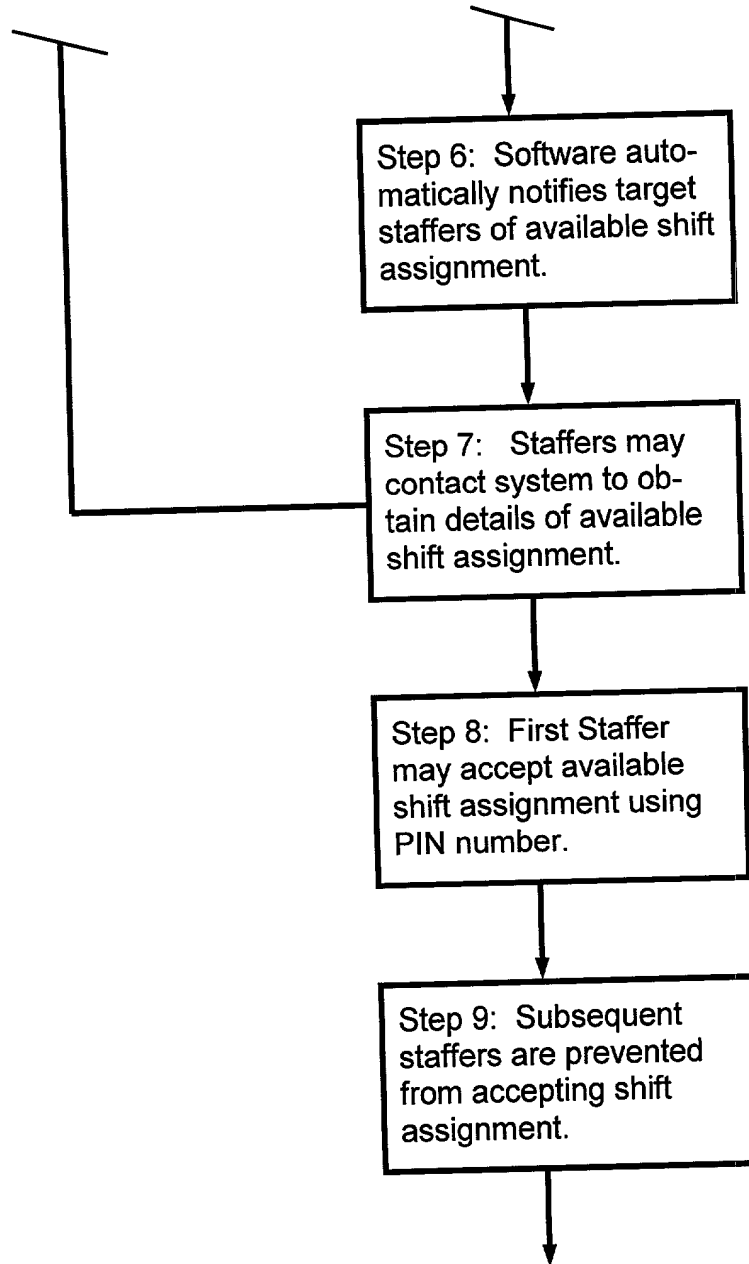 Step 6:  Software auto-
matically notifies target
staffers of available shift
assignment.
Step 7:   Staffers may
contact system to ob-
tain details of available
shift assignment.
Step 8:  First Staffer
may accept available
shift assignment using
PIN number.
Step 9:  Subsequent
staffers are prevented
from accepting shift
assignment.